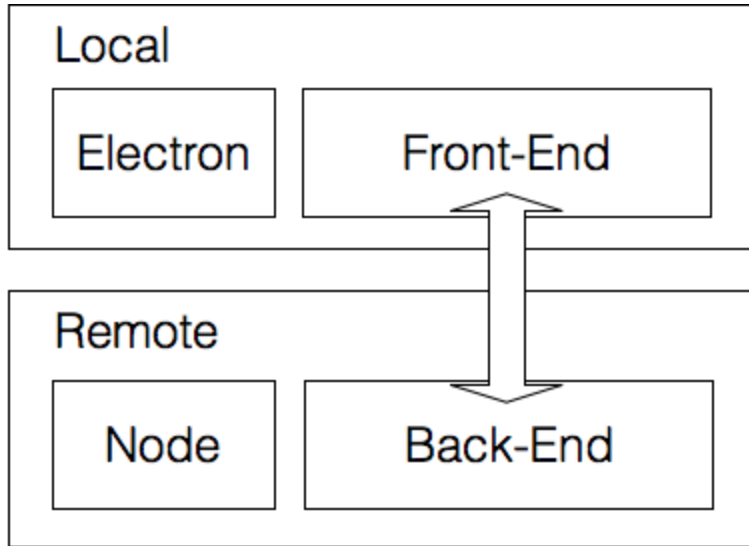 Local
Electron
Front-End
Remote
Node
Back-End